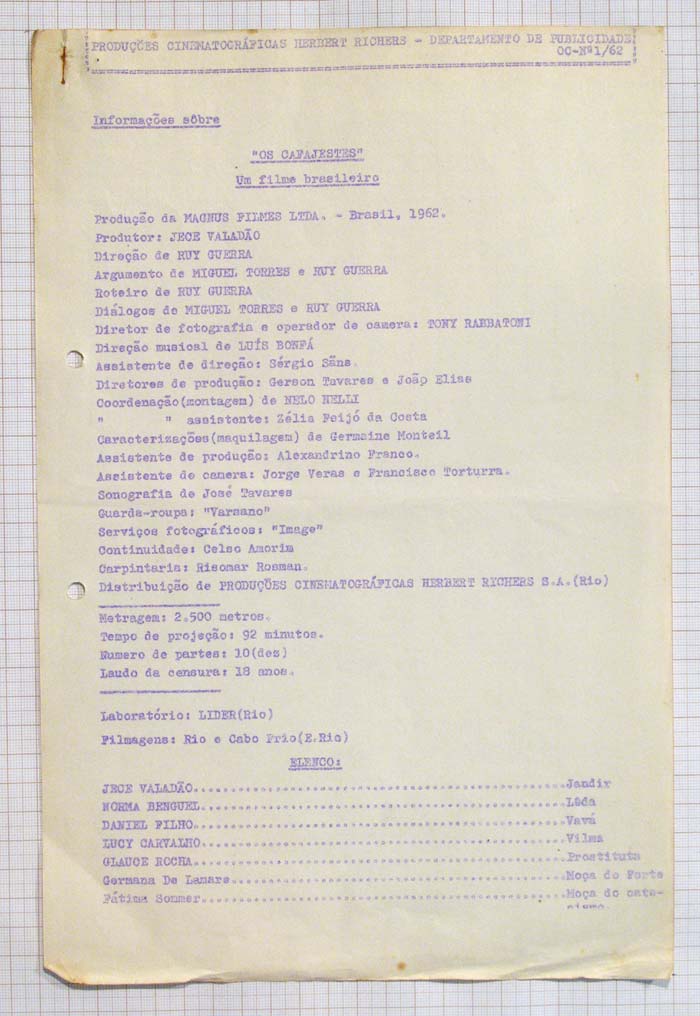 PRODUÇÕES CINEMATOGRÁFICAS HERBERT RICHERS - DEPARTAMENTO DE PUBLICIDADE
OC-Nº1/62
Informações sôbre
"OS CAFAJESTES"
Um filme brasileiro
Produção da MAGNUS FILMES LTDA. - Brasil, 1962.
Produtor: JECE VALADÃO
Direção de RUY GUERRA
Argumento de MIGUEL TORRES e RUY GUERRA
Roteiro de RUY GUERRA
Diálogos de MIGUEL TORRES e RUY GUERRA
Diretor de fotografia e operador de camera: TONY RABBATONI
Direção musical de LUÍS BONFÁ
Assistente de direção: Sérgio Sãns.
Diretores de produção: Gerson Tavares e João Elias
Coordenação(montagem) de NELO NELLI
" " assistente: Zélia Feijó da Costa
Caracterizações(maquilagem) de Germaine Monteil
Assistente de produção: Alexandrino Franco.
Assistente de camera: Jorge Veras e Francisco Torturra.
Sonografia de José Tavares
Guarda-roupa: "Varsano"
Serviços fotográficos: "Image"
Continuidade: Celso Amorim
Carpintaria: Risomar Rosman.
Distribuição de PRODUÇÕES CINEMATOGRÁFICAS HERBERT RICHERS S.A.(Rio)
Metragem: 2.500 metros.
Tempo de projeção: 92 minutos.
Numero de partes: 10(dez)
Laudo da censura: 18 anos.
Laboratório: LIDER(Rio)
Filmagens: Rio e Cabo Frio(E.Rio)
ELENCO:
JECE VALADÃO....Jandir
NORMA BENGUEL....Lêda
DANIEL FILHO....Vavá
LUCY CARVALHO....Vilma
GLAUCE ROCHA....Prostituta
Germana De Lamare....Moça do Forte
Fátima Sommer....Moça do cate-
cismo.